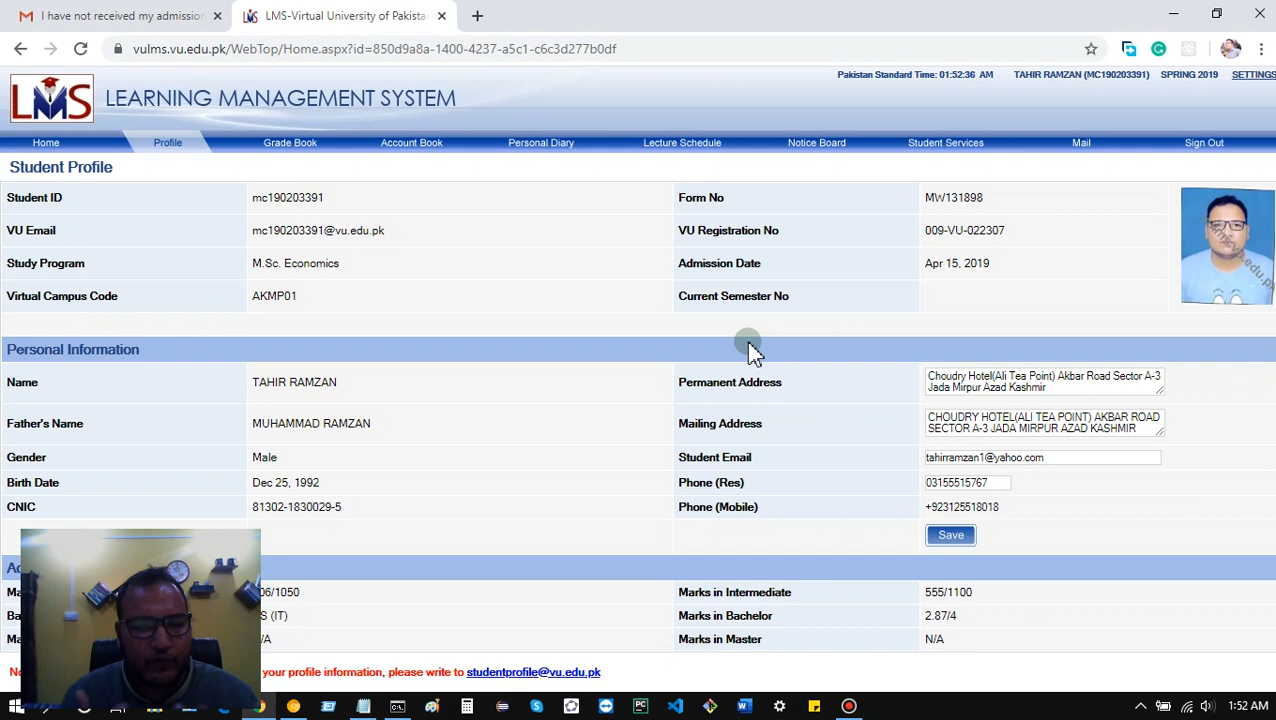 I have not received my admissio
LMS-Virtual University of Pakista
vulms.vu.edu.pk/WebTop/Home.aspx?id=850d9a8a-1400-4237-a5c1-c6c3d277b0df
Pakistan Standard Time: 01:52:36 AM TAHIR RAMZAN (MC190203391) SPRING 2019 SETTINGS
LMS LEARNING MANAGEMENT SYSTEM
Home Profile Grade Book Account Book Personal Diary Lecture Schedule Notice Board Student Services Mail Sign Out
Student Profile
Student ID mc190203391 Form No MW131898
VU Email mc190203391@vu.edu.pk VU Registration No 009-VU-022307
Study Program M.Sc. Economics Admission Date Apr 15, 2019
Virtual Campus Code AKMP01 Current Semester No
Personal Information
Name TAHIR RAMZAN Permanent Address Choudry Hotel(Ali Tea Point) Akbar Road Sector A-3
Jada Mirpur Azad Kashmir
Father's Name MUHAMMAD RAMZAN Mailing Address CHOUDRY HOTEL(ALI TEA POINT) AKBAR ROAD
SECTOR A-3 JADA MIRPUR AZAD KASHMIR
Gender Male Student Email tahirramzan1@yahoo.com
Birth Date Dec 25, 1992 Phone (Res) 03155515767
CNIC 81302-1830029-5 Phone (Mobile) +923125518018
Save
06/1050 Marks in Intermediate 555/1100
S (IT) Marks in Bachelor 2.87/4
/A Marks in Master N/A
your profile information, please write to studentprofile@vu.edu.pk
1:52 AM